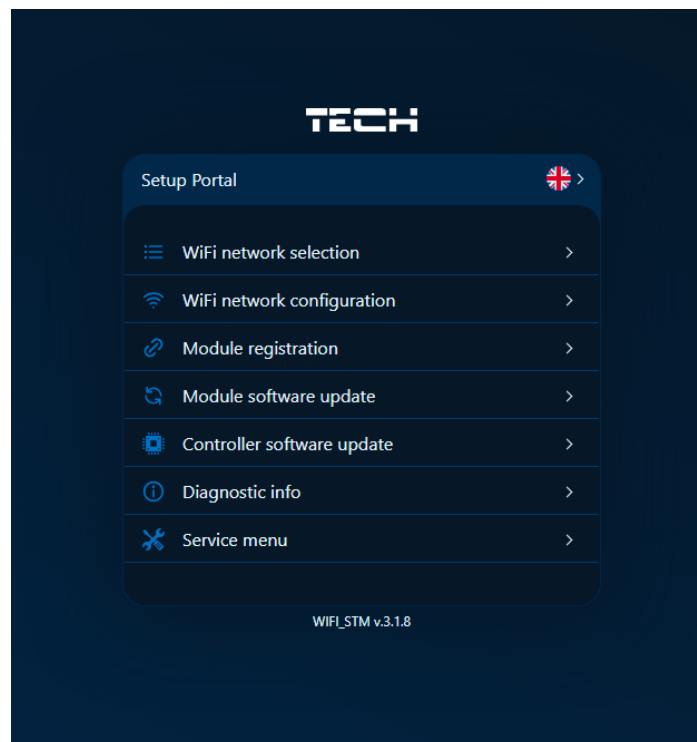 TECH
Setup Portal
WiFi network selection
WiFi network configuration
Module registration
Module software update
Controller software update
Diagnostic info
Service menu
WIFI_STM v.3.1.8